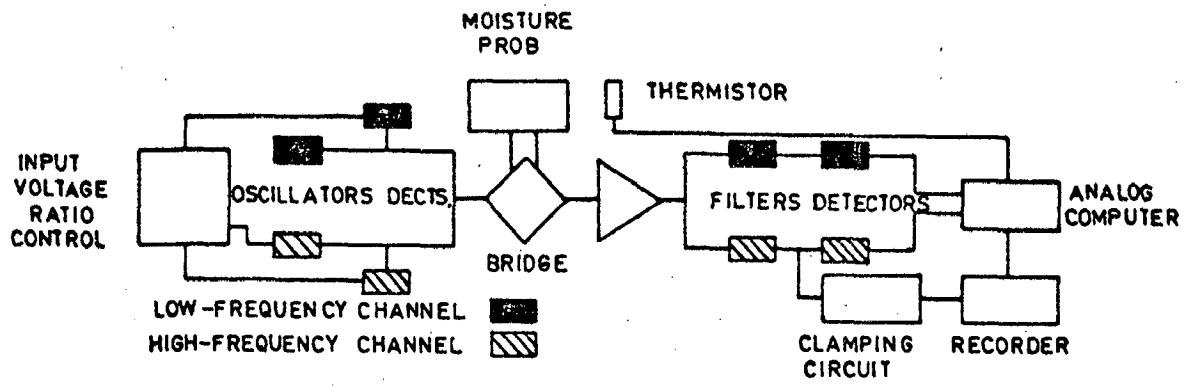 MOISTURE
PROB
THERMISTOR
INPUT
VOLTAGE
RATIO
CONTROL
OSCILLATORS DECTS.
FILTERS DETECTORS
ANALOG
COMPUTER
BRIDGE
LOW-FREQUENCY CHANNEL
HIGH-FREQUENCY CHANNEL
CLAMPING
CIRCUIT
RECORDER